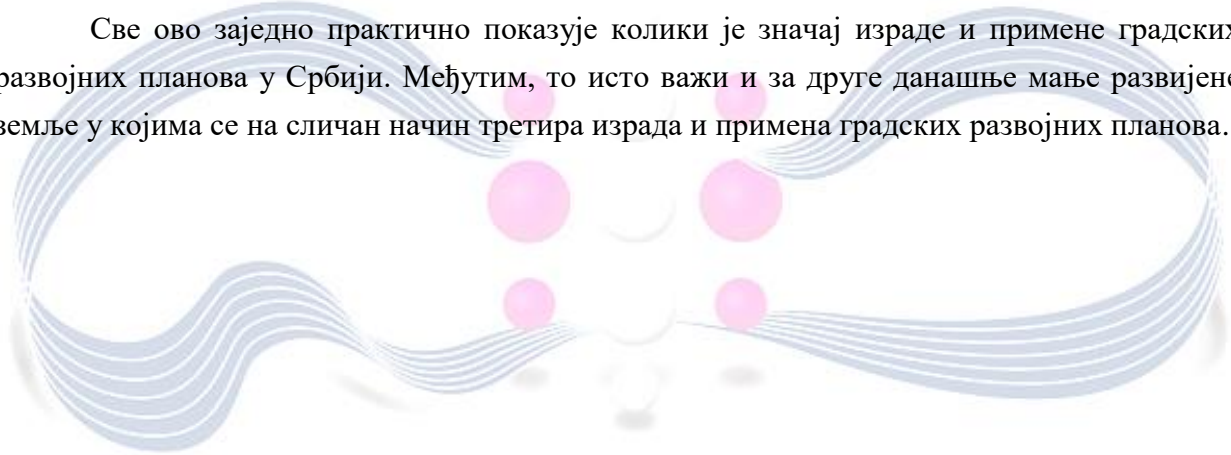 Све ово заједно практично показује колики је значај израде и примене градских
развојних планова у Србији. Међутим, то исто важи и за друге данашње мање развијене
земље у којима се на сличан начин третира израда и примена градских развојних планова.